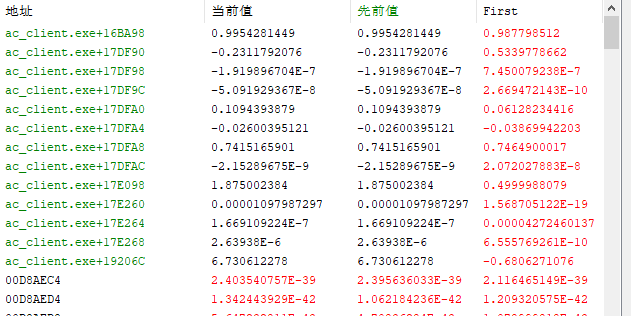 地址 当前值 先前值 First
ac_client.exe+16BA98 0.9954281449 0.9954281449 0.987798512
ac_client.exe+17DF90 -0.2311792076 -0.2311792076 0.5339778662
ac_client.exe+17DF98 -1.919896704E-7 -1.919896704E-7 7.450079238E-7
ac_client.exe+17DF9C -5.091929367E-8 -5.091929367E-8 2.669472143E-10
ac_client.exe+17DFA0 0.1094393879 0.1094393879 0.06128234416
ac_client.exe+17DFA4 -0.02600395121 -0.02600395121 -0.03869942203
ac_client.exe+17DFA8 0.7415165901 0.7415165901 0.7464900017
ac_client.exe+17DFAC -2.15289675E-9 -2.15289675E-9 2.072027883E-8
ac_client.exe+17E098 1.875002384 1.875002384 0.4999988079
ac_client.exe+17E260 0.00001097987297 0.00001097987297 1.568705122E-19
ac_client.exe+17E264 1.669109224E-7 1.669109224E-7 0.00004272460137
ac_client.exe+17E268 2.63938E-6 2.63938E-6 6.555769261E-10
ac_client.exe+19206C 6.730612278 6.730612278 -0.6806271076
00D8AEC4 2.403540757E-39 2.395636033E-39 2.116465149E-39
00D8AED4 1.342443929E-42 1.062184236E-42 1.209320575E-42